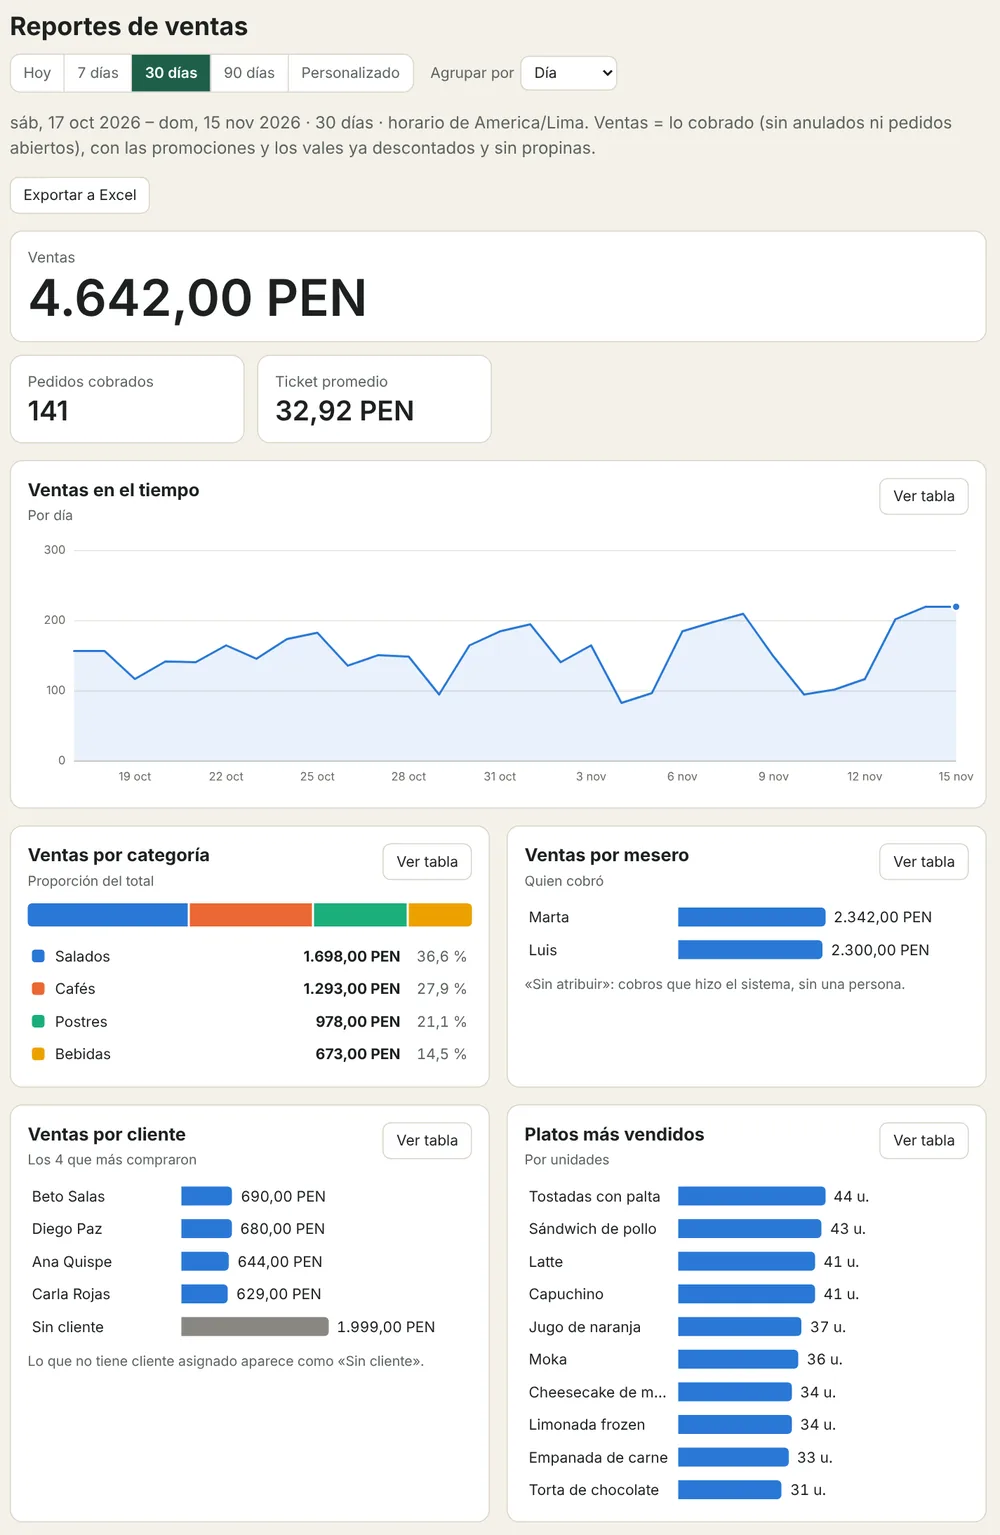 Reportes de ventas
Hoy
7 días
30 días
90 días
Personalizado
Agrupar por
Día
sáb, 17 oct 2026 – dom, 15 nov 2026 · 30 días · horario de America/Lima. Ventas = lo cobrado (sin anulados ni pedidos
abiertos), con las promociones y los vales ya descontados y sin propinas.
Exportar a Excel
Ventas
4.642,00 PEN
Pedidos cobrados
141
Ticket promedio
32,92 PEN
Ventas en el tiempo
Por día
Ver tabla
300
200
100
0
19 oct
22 oct
25 oct
28 oct
31 oct
3 nov
6 nov
9 nov
12 nov
15 nov
Ventas por categoría
Proporción del total
Ver tabla
Salados 1.698,00 PEN 36,6 %
Cafés 1.293,00 PEN 27,9 %
Postres 978,00 PEN 21,1 %
Bebidas 673,00 PEN 14,5 %
Ventas por mesero
Quien cobró
Ver tabla
Marta 2.342,00 PEN
Luis 2.300,00 PEN
«Sin atribuir»: cobros que hizo el sistema, sin una persona.
Ventas por cliente
Los 4 que más compraron
Ver tabla
Beto Salas 690,00 PEN
Diego Paz 680,00 PEN
Ana Quispe 644,00 PEN
Carla Rojas 629,00 PEN
Sin cliente 1.999,00 PEN
Lo que no tiene cliente asignado aparece como «Sin cliente».
Platos más vendidos
Por unidades
Ver tabla
Tostadas con palta 44 u.
Sándwich de pollo 43 u.
Latte 41 u.
Capuchino 41 u.
Jugo de naranja 37 u.
Moka 36 u.
Cheesecake de m... 34 u.
Limonada frozen 34 u.
Empanada de carne 33 u.
Torta de chocolate 31 u.